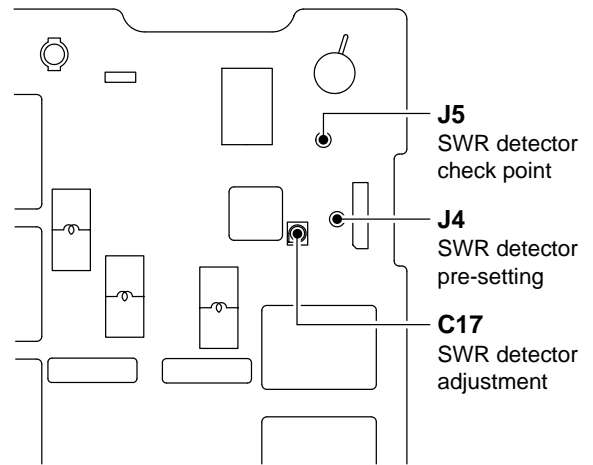 J5
SWR detector
check point
J4
SWR detector
pre-setting
C17
SWR detector
adjustment